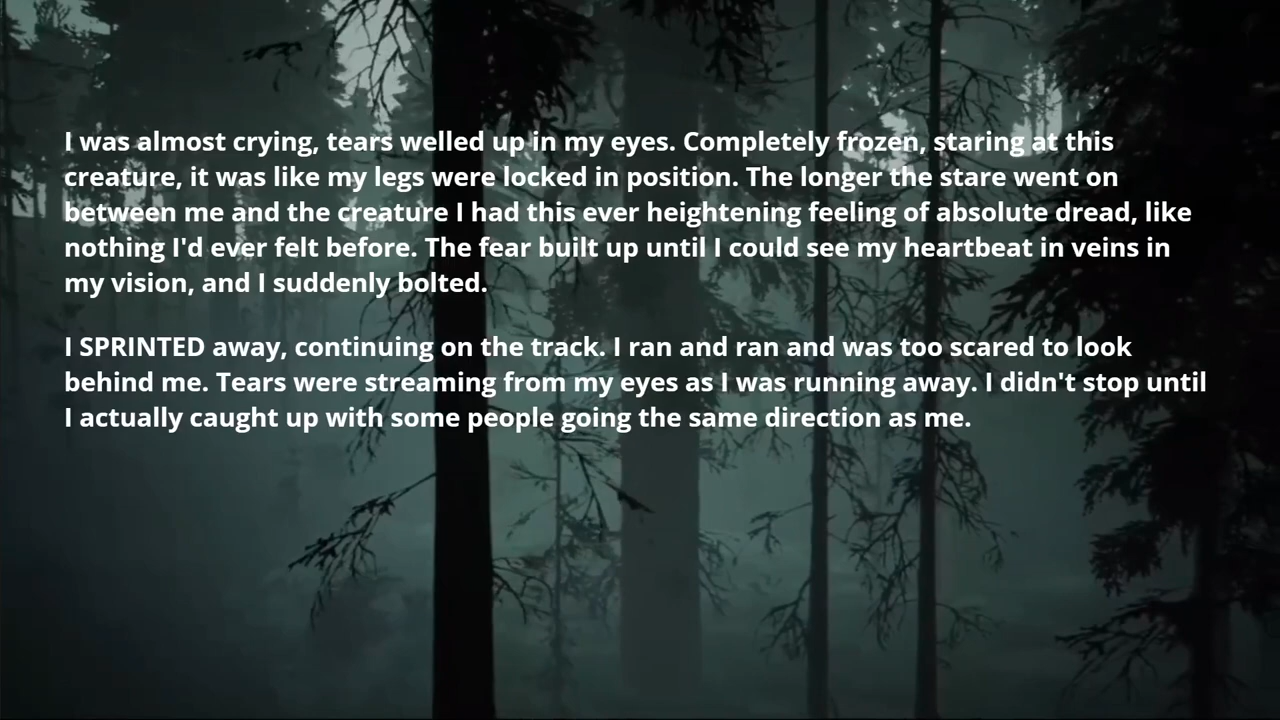 I was almost crying, tears welled up in my eyes. Completely frozen, staring at this
creature, it was like my legs were locked in position. The longer the stare went on
between me and the creature I had this ever heightening feeling of absolute dread, like
nothing I'd ever felt before. The fear built up until I could see my heartbeat in veins in
my vision, and I suddenly bolted.
I SPRINTED away, continuing on the track. I ran and ran and was too scared to look
behind me. Tears were streaming from my eyes as I was running away. I didn't stop until
I actually caught up with some people going the same direction as me.